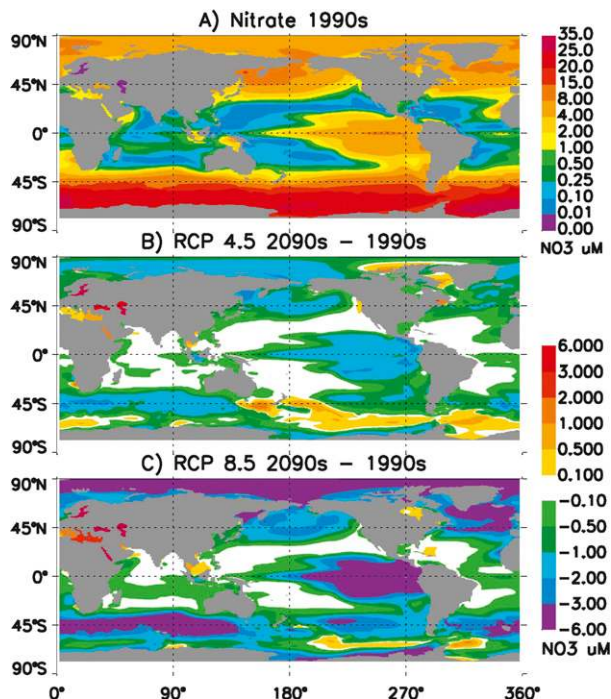 A) Nitrate 1990s
90°N
45°N
0°
45°S
90°S
35.0
25.0
20.0
15.0
8.00
4.00
2.00
1.00
0.50
0.25
0.10
0.01
0.00
NO3 uM
B) RCP 4.5 2090s − 1990s
90°N
45°N
0°
45°S
90°S
6.000
3.000
1.000
0.500
0.100
C) RCP 8.5 2090s − 1990s
90°N
45°N
0°
45°S
90°S
−0.10
−0.50
−1.00
−2.00
−3.00
−6.00
NO3 uM
0° 90° 180° 270° 360°